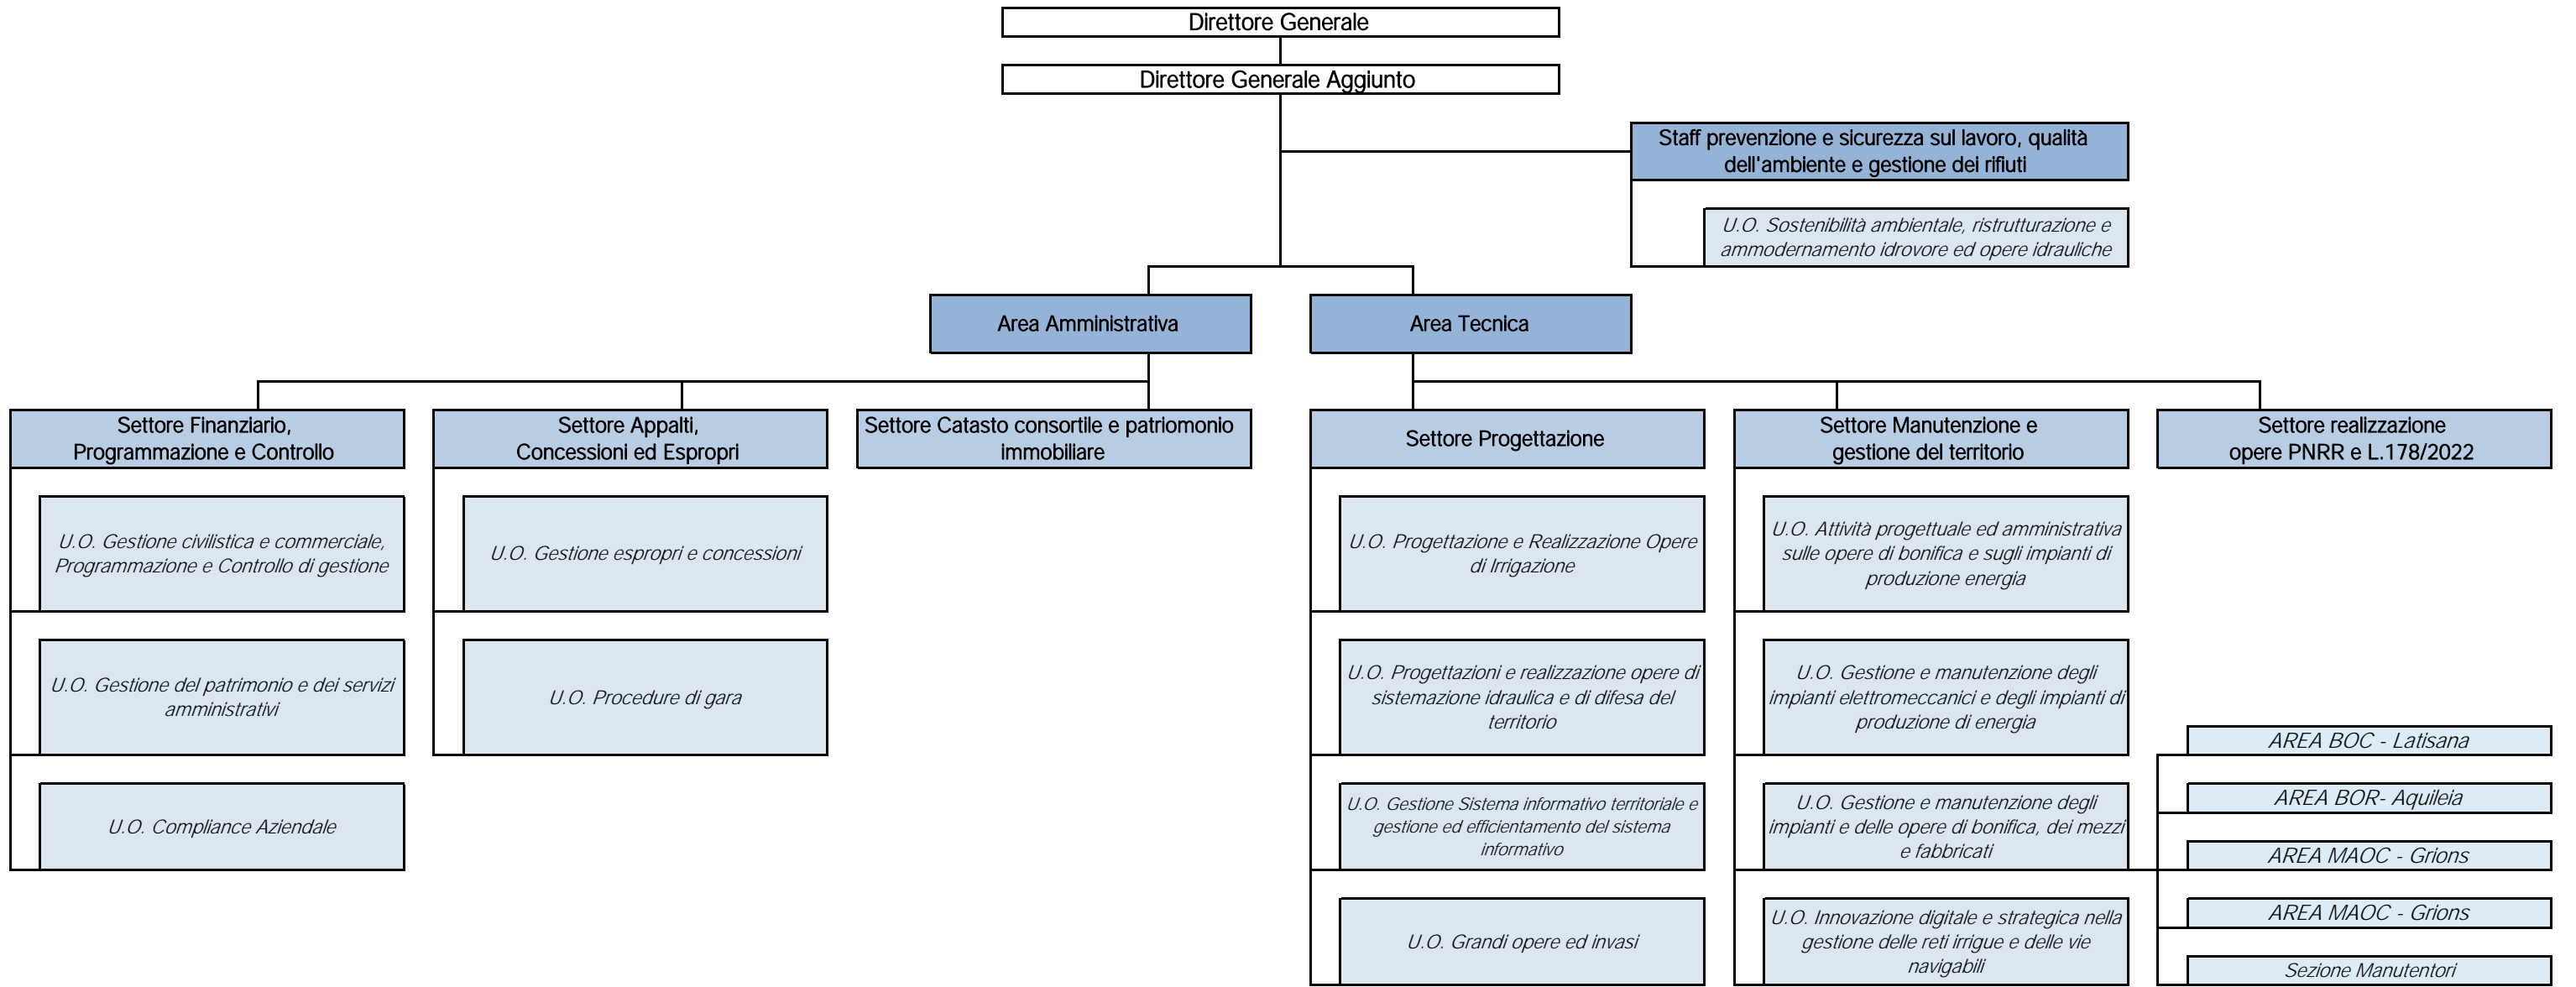 Direttore Generale
Direttore Generale Aggiunto
Staff prevenzione e sicurezza sul lavoro, qualità
dell'ambiente e gestione dei rifiuti
U.O. Sostenibilità ambientale, ristrutturazione e
ammodernamento idrovore ed opere idrauliche
Area Amministrativa
Area Tecnica
Settore Finanziario,
Programmazione e Controllo
Settore Appalti,
Concessioni ed Espropri
Settore Catasto consortile e patriomonio
immobiliare
Settore Progettazione
Settore Manutenzione e
gestione del territorio
Settore realizzazione
opere PNRR e L.178/2022
U.O. Gestione civilistica e commerciale,
Programmazione e Controllo di gestione
U.O. Gestione espropri e concessioni
U.O. Progettazione e Realizzazione Opere
di Irrigazione
U.O. Attività progettuale ed amministrativa
sulle opere di bonifica e sugli impianti di
produzione energia
U.O. Gestione del patrimonio e dei servizi
amministrativi
U.O. Procedure di gara
U.O. Progettazioni e realizzazione opere di
sistemazione idraulica e di difesa del
territorio
U.O. Gestione e manutenzione degli
impianti elettromeccanici e degli impianti di
produzione di energia
AREA BOC - Latisana
U.O. Compliance Aziendale
U.O. Gestione Sistema informativo territoriale e
gestione ed efficientamento del sistema
informativo
U.O. Gestione e manutenzione degli
impianti e delle opere di bonifica, dei mezzi
e fabbricati
AREA BOR- Aquileia
AREA MAOC - Grions
U.O. Grandi opere ed invasi
U.O. Innovazione digitale e strategica nella
gestione delle reti irrigue e delle vie
navigabili
AREA MAOC - Grions
Sezione Manutentori